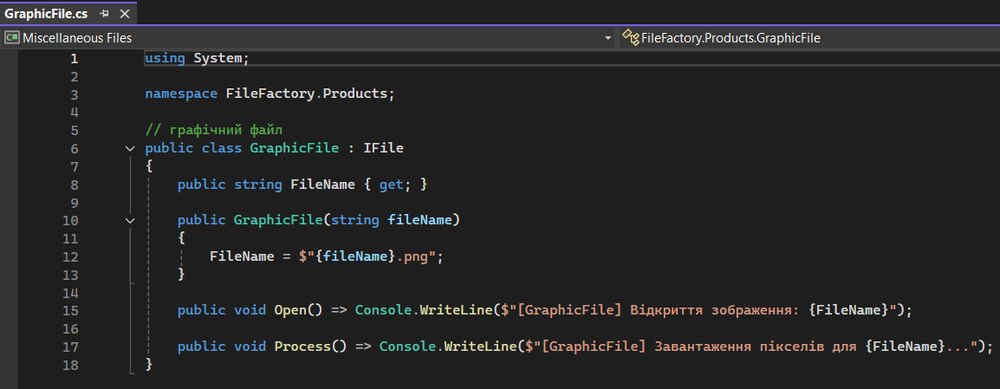 GraphicFile.cs
C# Miscellaneous Files FileFactory.Products.GraphicFile
1 using System;
2
3 namespace FileFactory.Products;
4
5 // графічний файл
6 public class GraphicFile : IFile
7 {
8 public string FileName { get; }
9
10 public GraphicFile(string fileName)
11 {
12 FileName = $"{fileName}.png";
13 }
14
15 public void Open() => Console.WriteLine($"[GraphicFile] Відкриття зображення: {FileName}");
16
17 public void Process() => Console.WriteLine($"[GraphicFile] Завантаження пікселів для {FileName}...");
18 }